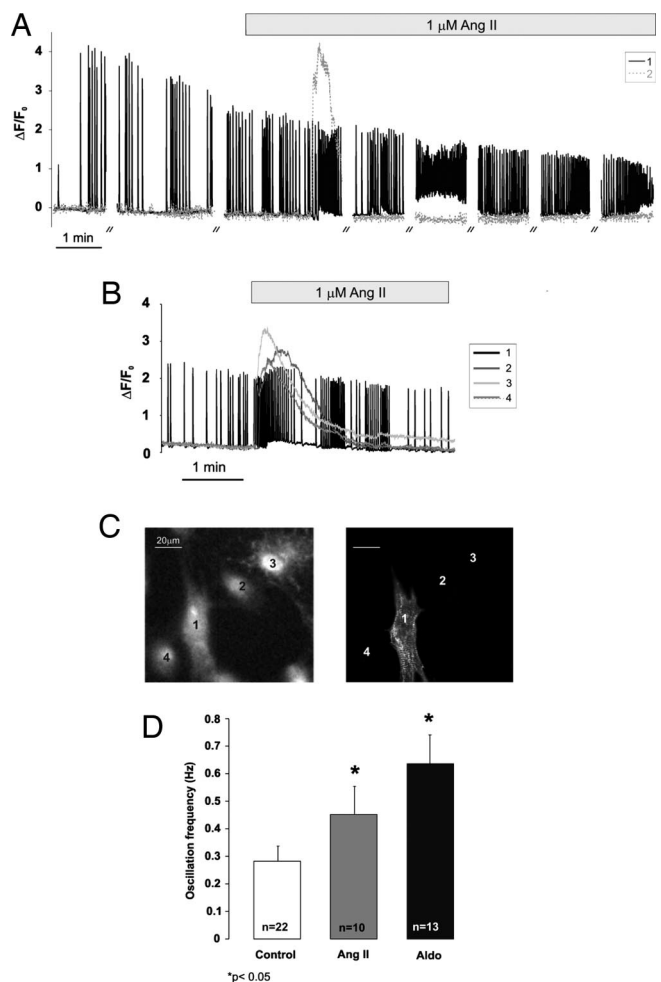 A
1 μM Ang II
4
3
2
1
0
ΔF/F0
1
2
1 min
// // // // // // //
B
1 μM Ang II
4
3
2
1
0
ΔF/F0
1
2
3
4
1 min
C
20μm
3
2
1
4
3
2
1
4
D
0.8
0.7
0.6
0.5
0.4
0.3
0.2
0.1
0
Oscillation frequency (Hz)
*
*
n=22
n=10
n=13
Control Ang II Aldo
*p< 0.05